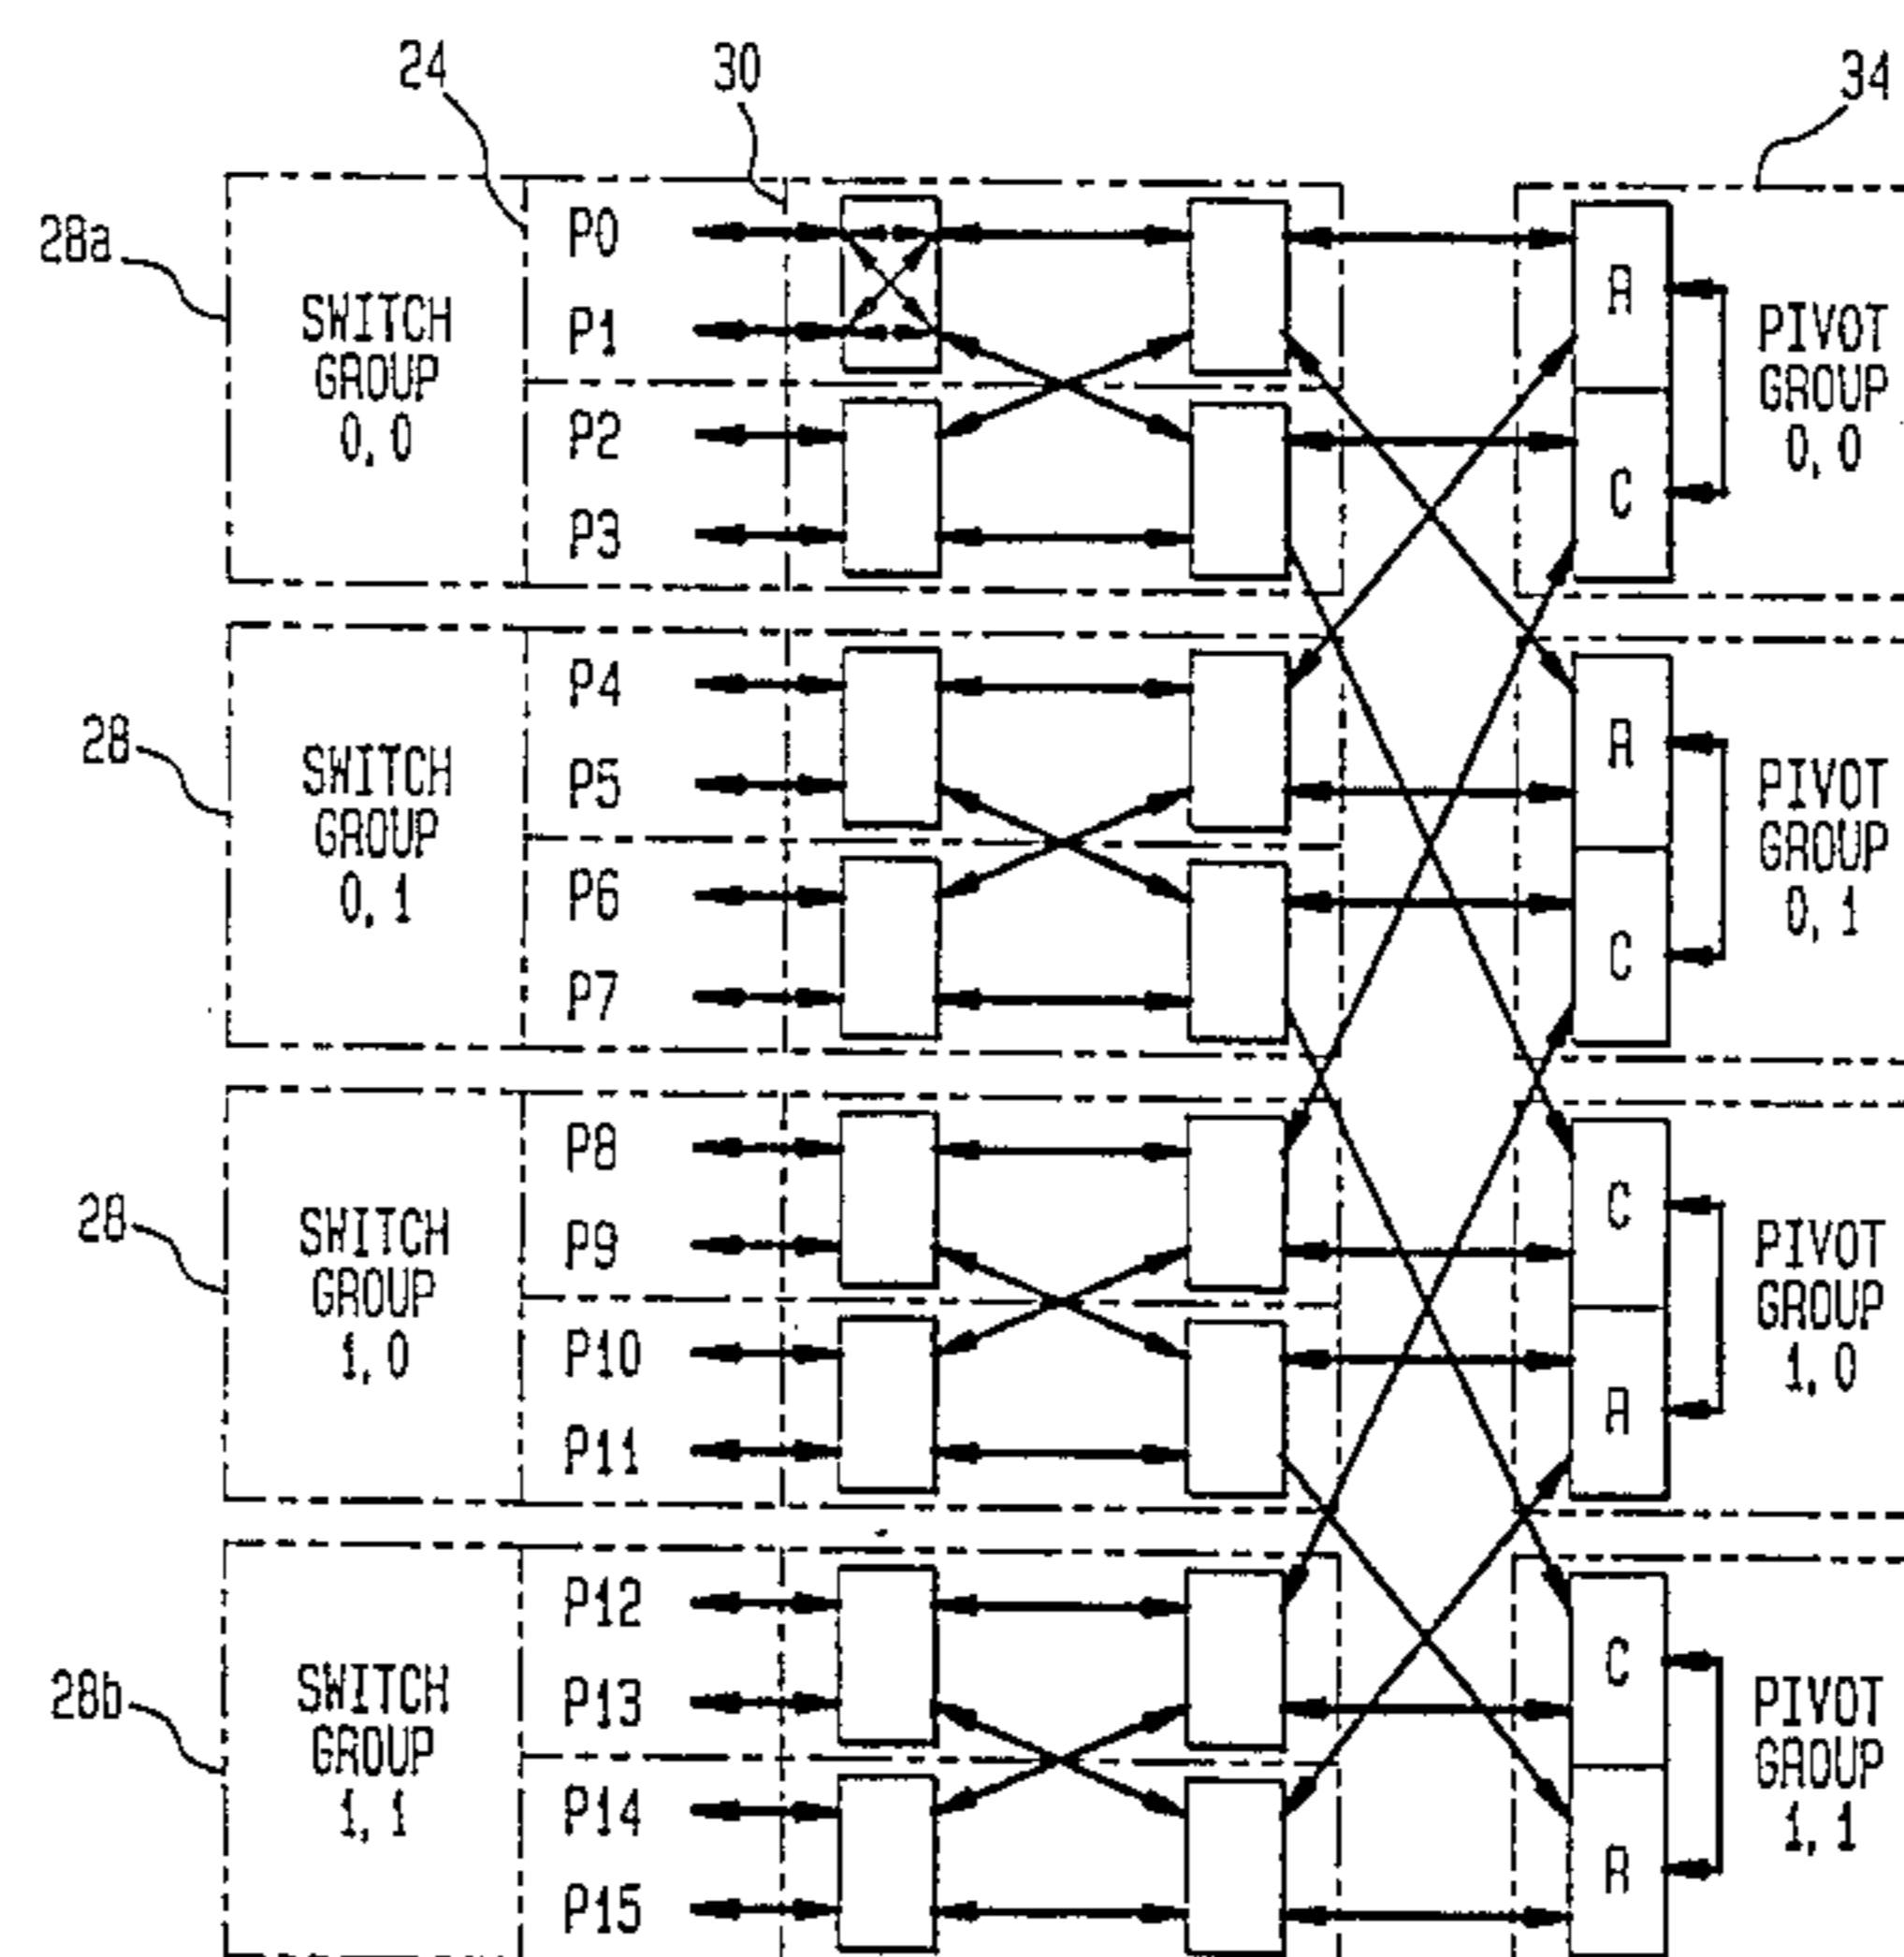 24
30
34
28a
SWITCH
GROUP
0,0
P0
P1
P2
P3
A
C
PIVOT
GROUP
0,0
28
SWITCH
GROUP
0,1
P4
P5
P6
P7
A
C
PIVOT
GROUP
0,1
28
SWITCH
GROUP
1,0
P8
P9
P10
P11
C
A
PIVOT
GROUP
1,0
28b
SWITCH
GROUP
1,1
P12
P13
P14
P15
C
A
PIVOT
GROUP
1,1